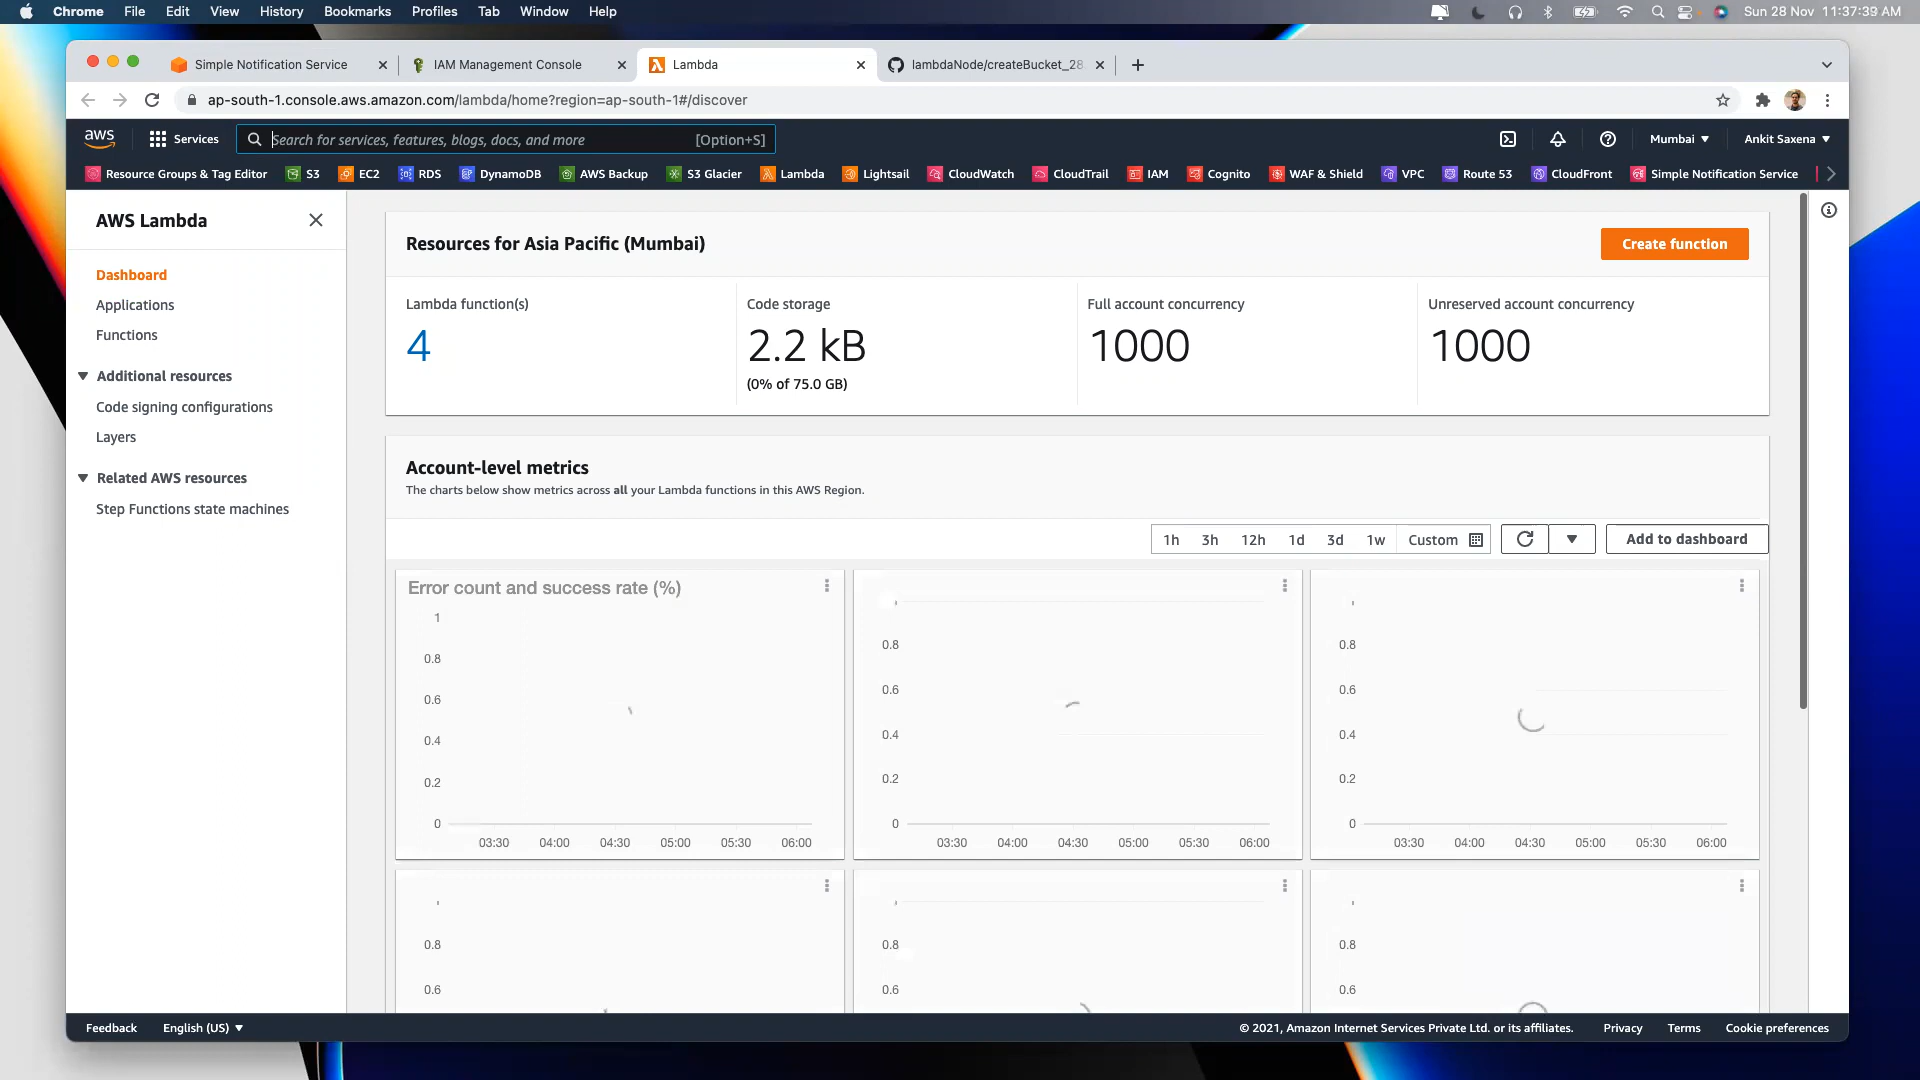 Chrome File Edit View History Bookmarks Profiles Tab Window Help Sun 28 Nov 11:37:39 AM
Simple Notification Service IAM Management Console Lambda lambdaNode/createBucket_28
ap-south-1.console.aws.amazon.com/lambda/home?region=ap-south-1#/discover
aws Services Search for services, features, blogs, docs, and more [Option+S] Mumbai ▼ Ankit Saxena ▼
Resource Groups & Tag Editor S3 EC2 RDS DynamoDB AWS Backup S3 Glacier Lambda Lightsail CloudWatch CloudTrail IAM Cognito WAF & Shield VPC Route 53 CloudFront Simple Notification Service
AWS Lambda
Dashboard
Applications
Functions
Additional resources
Code signing configurations
Layers
Related AWS resources
Step Functions state machines
Resources for Asia Pacific (Mumbai)
Create function
Lambda function(s)
4
Code storage
2.2 kB
(0% of 75.0 GB)
Full account concurrency
1000
Unreserved account concurrency
1000
Account-level metrics
The charts below show metrics across all your Lambda functions in this AWS Region.
1h 3h 12h 1d 3d 1w Custom Add to dashboard
Error count and success rate (%)
1
0.8
0.6
0.4
0.2
0
03:30 04:00 04:30 05:00 05:30 06:00
0.8
0.6
0.4
0.2
0
03:30 04:00 04:30 05:00 05:30 06:00
0.8
0.6
0.4
0.2
0
03:30 04:00 04:30 05:00 05:30 06:00
0.8
0.6
0.8
0.6
0.8
0.6
Feedback English (US) ▼ © 2021, Amazon Internet Services Private Ltd. or its affiliates. Privacy Terms Cookie preferences